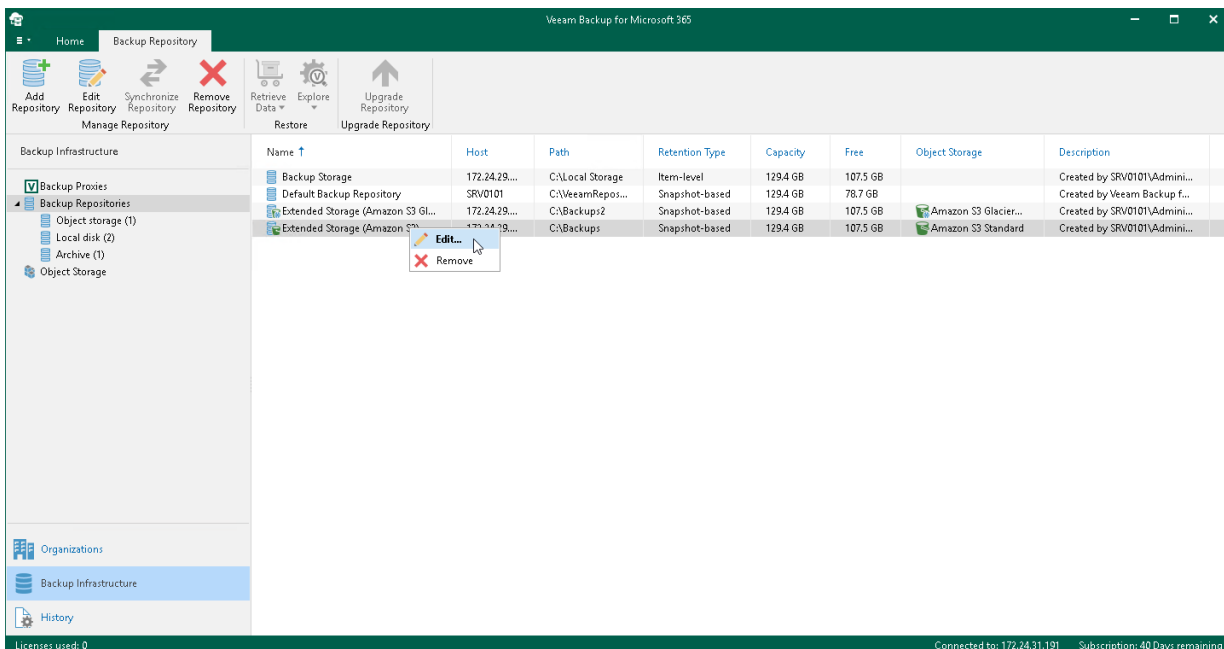 Veeam Backup for Microsoft 365
Home Backup Repository
Add Repository
Edit Repository
Synchronize Repository
Remove Repository
Manage Repository
Retrieve Data
Explore
Restore
Upgrade Repository
Upgrade Repository
Backup Infrastructure
Backup Proxies
Backup Repositories
Object storage (1)
Local disk (2)
Archive (1)
Object Storage
Name Host Path Retention Type Capacity Free Object Storage Description
Backup Storage 172.24.29.... C:\Local Storage Item-level 129.4 GB 107.5 GB Created by SRV0101\Admini...
Default Backup Repository SRV0101 C:\VeeamRepos... Snapshot-based 129.4 GB 78.7 GB Created by Veeam Backup f...
Extended Storage (Amazon S3 Gl... 172.24.29.... C:\Backups2 Snapshot-based 129.4 GB 107.5 GB Amazon S3 Glacier... Created by SRV0101\Admini...
Extended Storage (Amazon S3) 172.24.29.... C:\Backups Snapshot-based 129.4 GB 107.5 GB Amazon S3 Standard Created by SRV0101\Admini...
Edit...
Remove
Organizations
Backup Infrastructure
History
Licenses used: 0
Connected to: 172.24.31.191 Subscription: 40 Days remaining